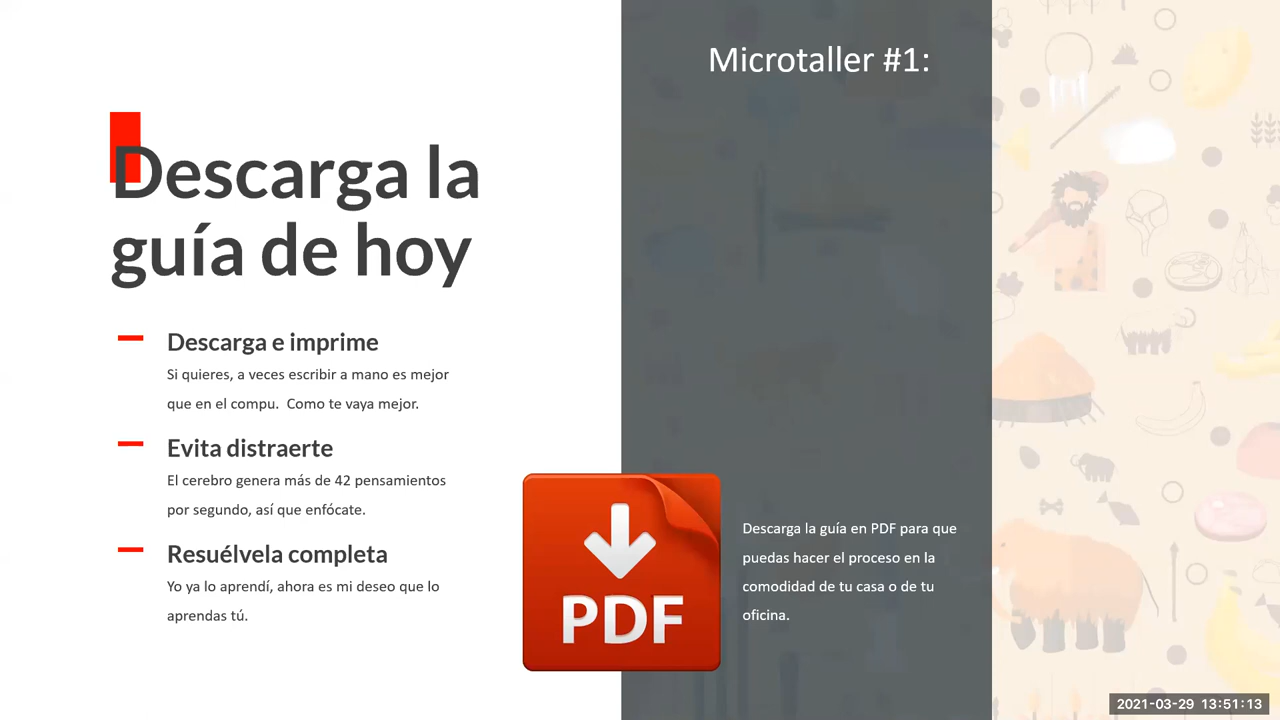 Microtaller #1:
Descarga la
guía de hoy
Descarga e imprime
Si quieres, a veces escribir a mano es mejor
que en el compu.  Como te vaya mejor.
Evita distraerte
El cerebro genera más de 42 pensamientos
por segundo, así que enfócate.
Resuélvela completa
Yo ya lo aprendí, ahora es mi deseo que lo
aprendas tú.
PDF
Descarga la guía en PDF para que
puedas hacer el proceso en la
comodidad de tu casa o de tu
oficina.
2021-03-29 13:51:13